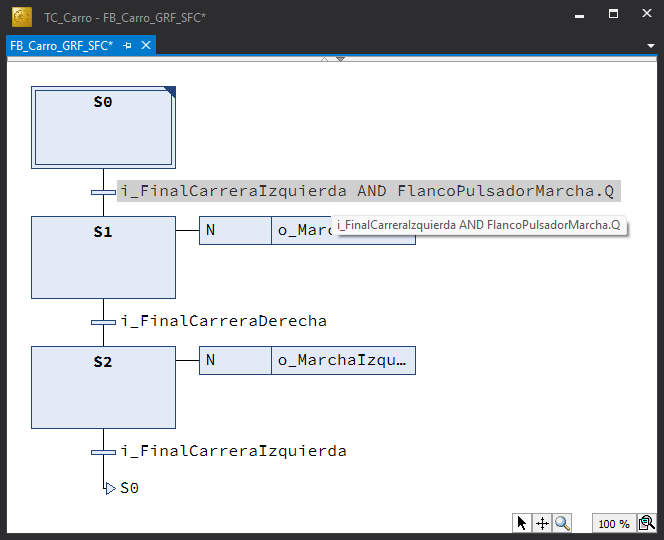 TC_Carro - FB_Carro_GRF_SFC*
FB_Carro_GRF_SFC*
S0
i_FinalCarreraIzquierda AND FlancoPulsadorMarcha.Q
S1
N
o_Marc
i_FinalCarreraIzquierda AND FlancoPulsadorMarcha.Q
i_FinalCarreraDerecha
S2
N
o_MarchaIzqu...
i_FinalCarreraIzquierda
S0
100 %